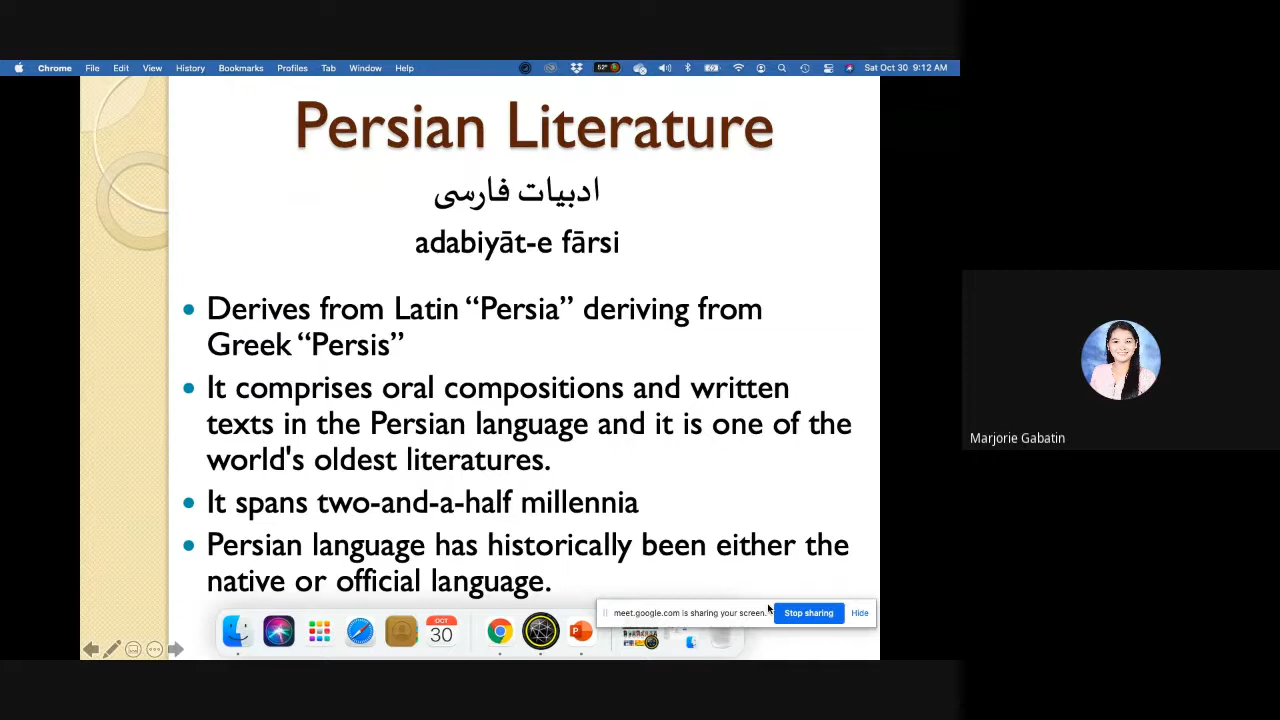 Chrome File Edit View History Bookmarks Profiles Tab Window Help 52° Sat Oct 30 9:12 AM
Persian Literature
ادبیات فارسی
adabiyāt-e fārsi
• Derives from Latin “Persia” deriving from
Greek “Persis”
• It comprises oral compositions and written
texts in the Persian language and it is one of the
world's oldest literatures.
• It spans two-and-a-half millennia
• Persian language has historically been either the
native or official language.
meet.google.com is sharing your screen. Stop sharing Hide
OCT
30
Marjorie Gabatin